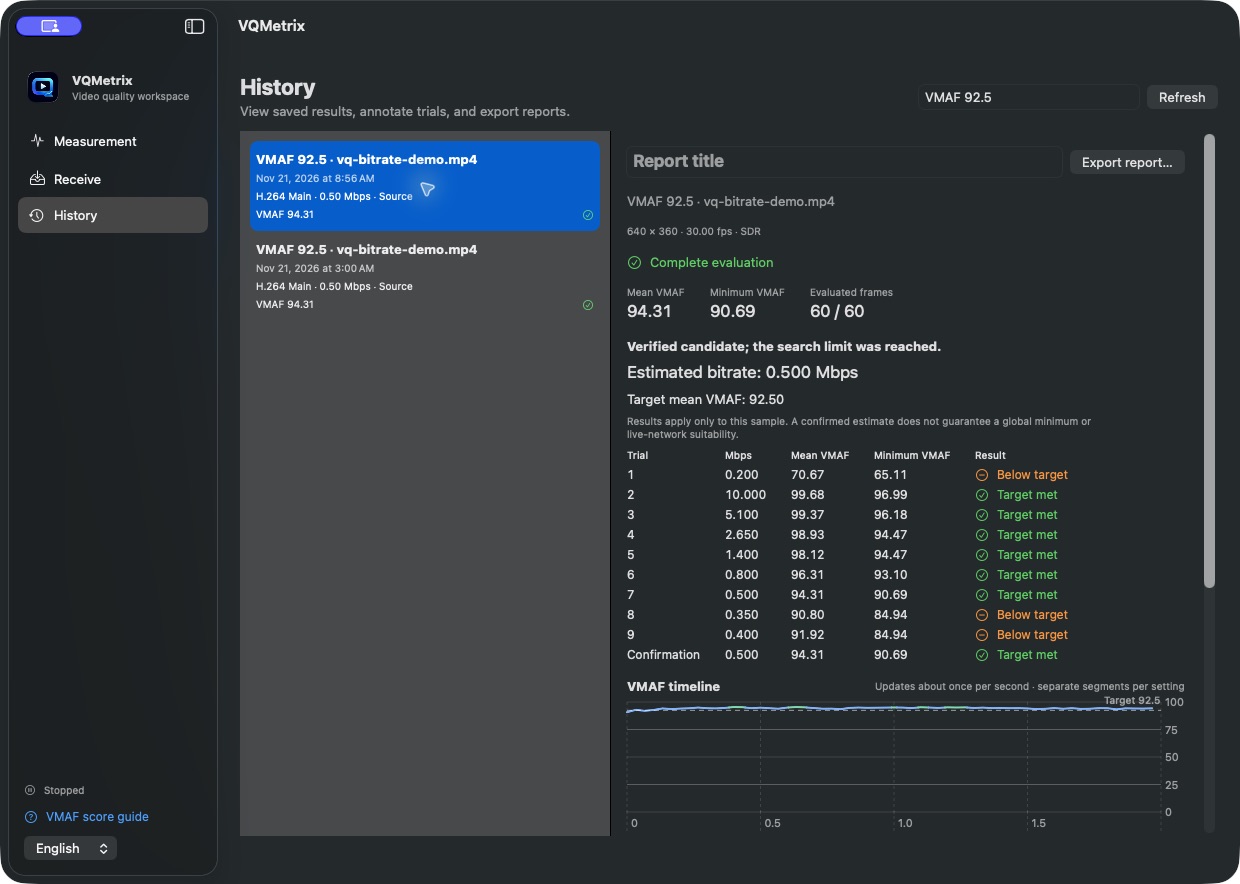 VQMetrix
VQMetrix
Video quality workspace
Measurement
Receive
History
Stopped
VMAF score guide
English
History
View saved results, annotate trials, and export reports.
VMAF 92.5
Refresh
VMAF 92.5 · vq-bitrate-demo.mp4
Nov 21, 2026 at 8:56 AM
H.264 Main · 0.50 Mbps · Source
VMAF 94.31
VMAF 92.5 · vq-bitrate-demo.mp4
Nov 21, 2026 at 3:00 AM
H.264 Main · 0.50 Mbps · Source
VMAF 94.31
Report title
Export report...
VMAF 92.5 · vq-bitrate-demo.mp4
640 × 360 · 30.00 fps · SDR
Complete evaluation
Mean VMAF Minimum VMAF Evaluated frames
94.31 90.69 60 / 60
Verified candidate; the search limit was reached.
Estimated bitrate: 0.500 Mbps
Target mean VMAF: 92.50
Results apply only to this sample. A confirmed estimate does not guarantee a global minimum or
live-network suitability.
Trial Mbps Mean VMAF Minimum VMAF Result
1 0.200 70.67 65.11 Below target
2 10.000 99.68 96.99 Target met
3 5.100 99.37 96.18 Target met
4 2.650 98.93 94.47 Target met
5 1.400 98.12 94.47 Target met
6 0.800 96.31 93.10 Target met
7 0.500 94.31 90.69 Target met
8 0.350 90.80 84.94 Below target
9 0.400 91.92 84.94 Below target
Confirmation 0.500 94.31 90.69 Target met
VMAF timeline Updates about once per second · separate segments per setting
Target 92.5 100
75
50
25
0
0 0.5 1.0 1.5